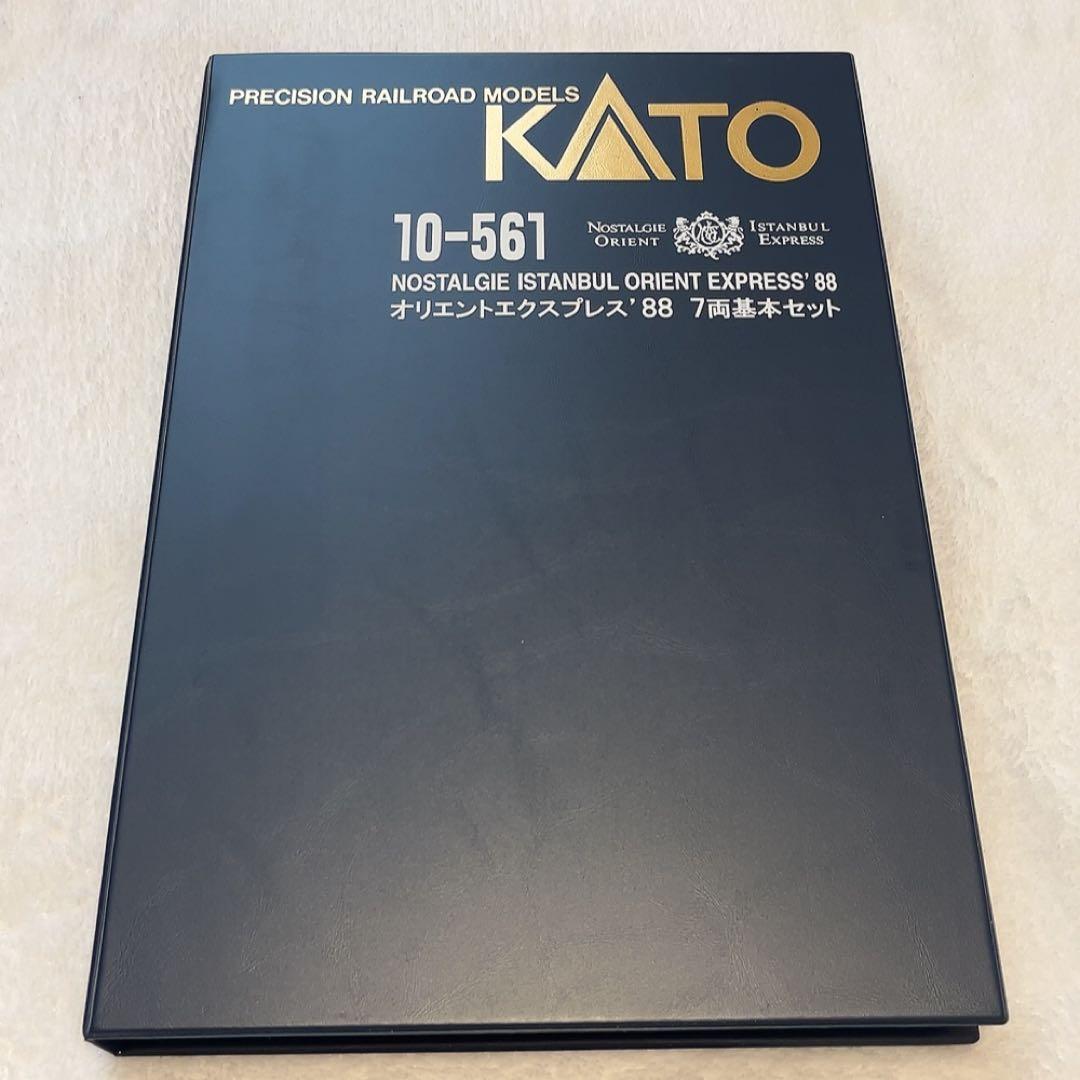 PRECISION RAILROAD MODELS
KATO
10-561
NOSTALGIE ISTANBUL
ORIENT EXPRESS
NOSTALGIE ISTANBUL ORIENT EXPRESS'88
オリエントエクスプレス'88 7両基本セット